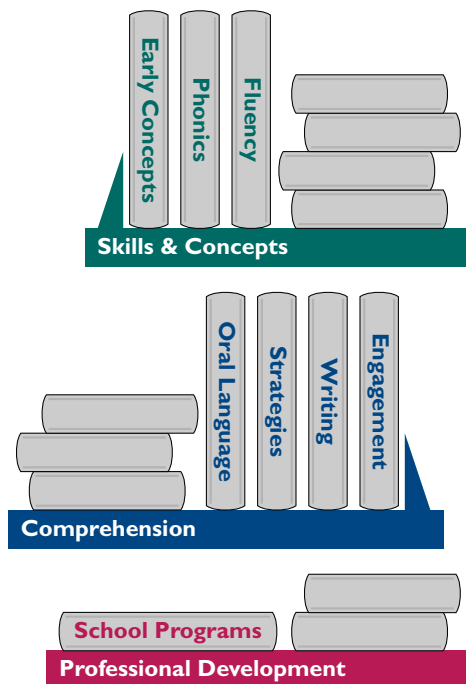 Early Concepts
Phonics
Fluency
Skills & Concepts
Oral Language
Strategies
Writing
Engagement
Comprehension
School Programs
Professional Development